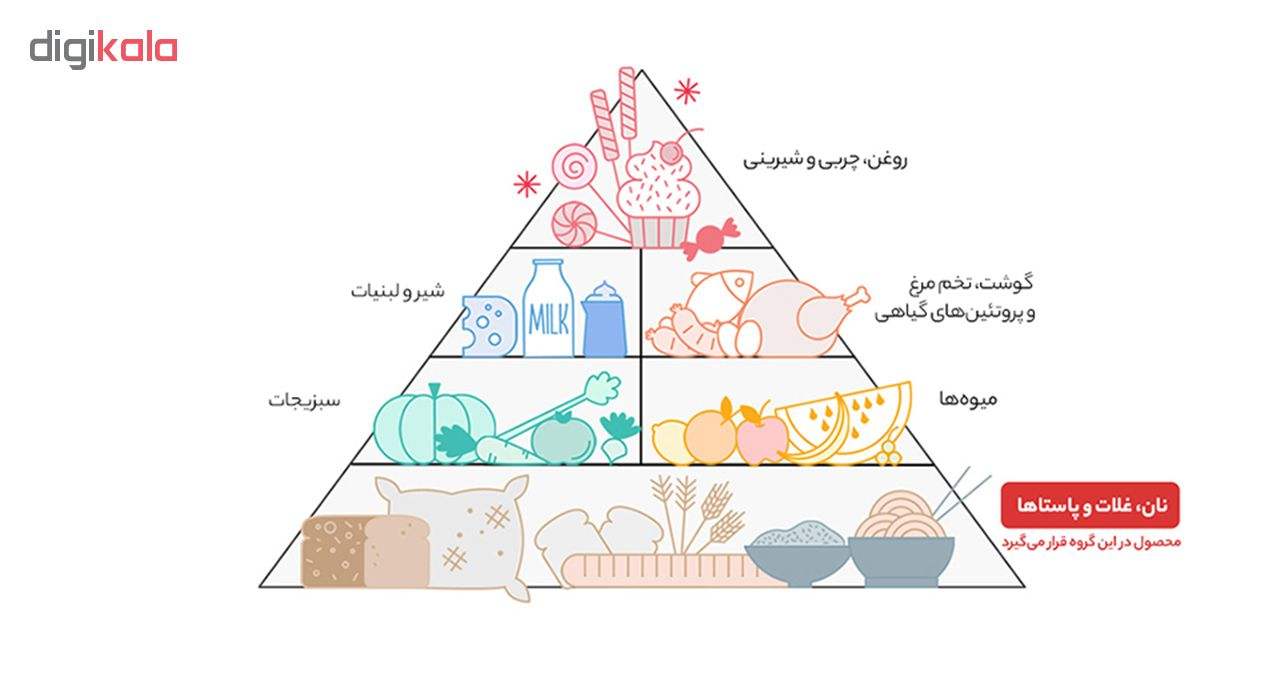 digikala
روغن، چربی و شیرینی
شیر و لبنیات
MILK
گوشت، تخم مرغ
و پروتئین‌های گیاهی
سبزیجات
میوه‌ها
نان، غلات و پاستاها
محصول در این گروه قرار می‌گیرد